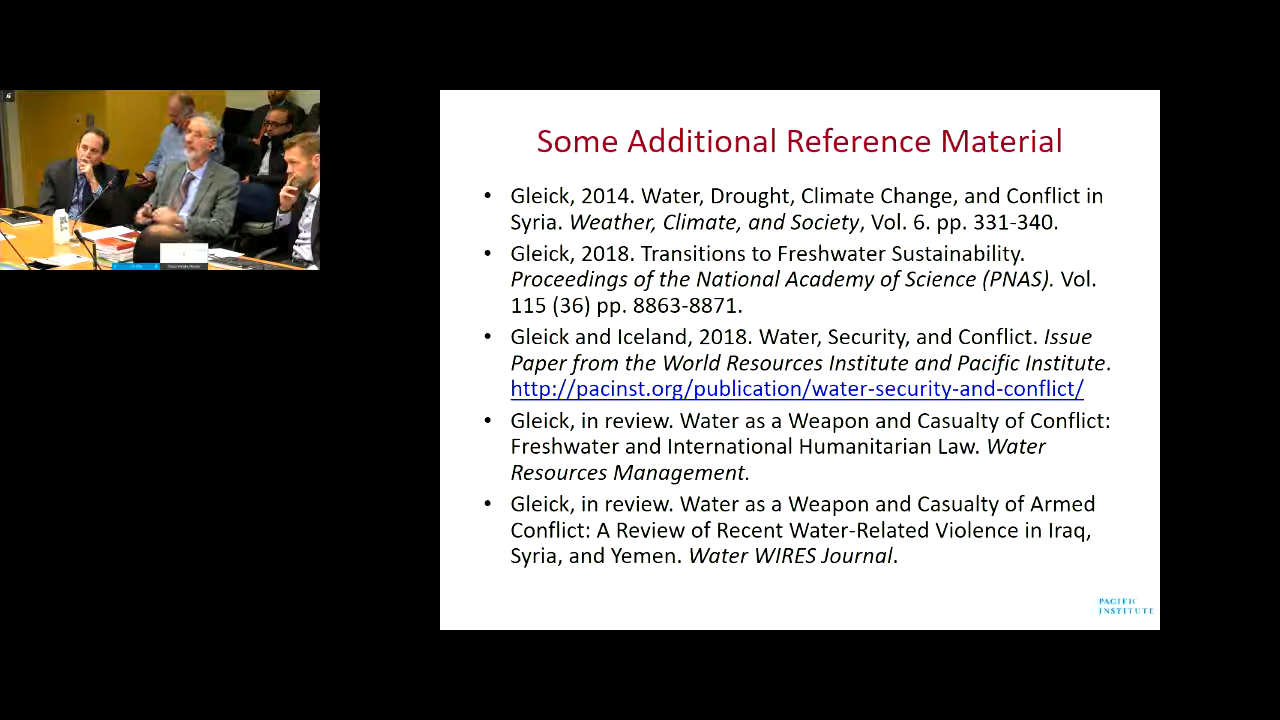 Some Additional Reference Material
• Gleick, 2014. Water, Drought, Climate Change, and Conflict in
Syria. Weather, Climate, and Society, Vol. 6. pp. 331-340.
• Gleick, 2018. Transitions to Freshwater Sustainability.
Proceedings of the National Academy of Science (PNAS). Vol.
115 (36) pp. 8863-8871.
• Gleick and Iceland, 2018. Water, Security, and Conflict. Issue
Paper from the World Resources Institute and Pacific Institute.
http://pacinst.org/publication/water-security-and-conflict/
• Gleick, in review. Water as a Weapon and Casualty of Conflict:
Freshwater and International Humanitarian Law. Water
Resources Management.
• Gleick, in review. Water as a Weapon and Casualty of Armed
Conflict: A Review of Recent Water-Related Violence in Iraq,
Syria, and Yemen. Water WIRES Journal.
PACIFIC
INSTITUTE